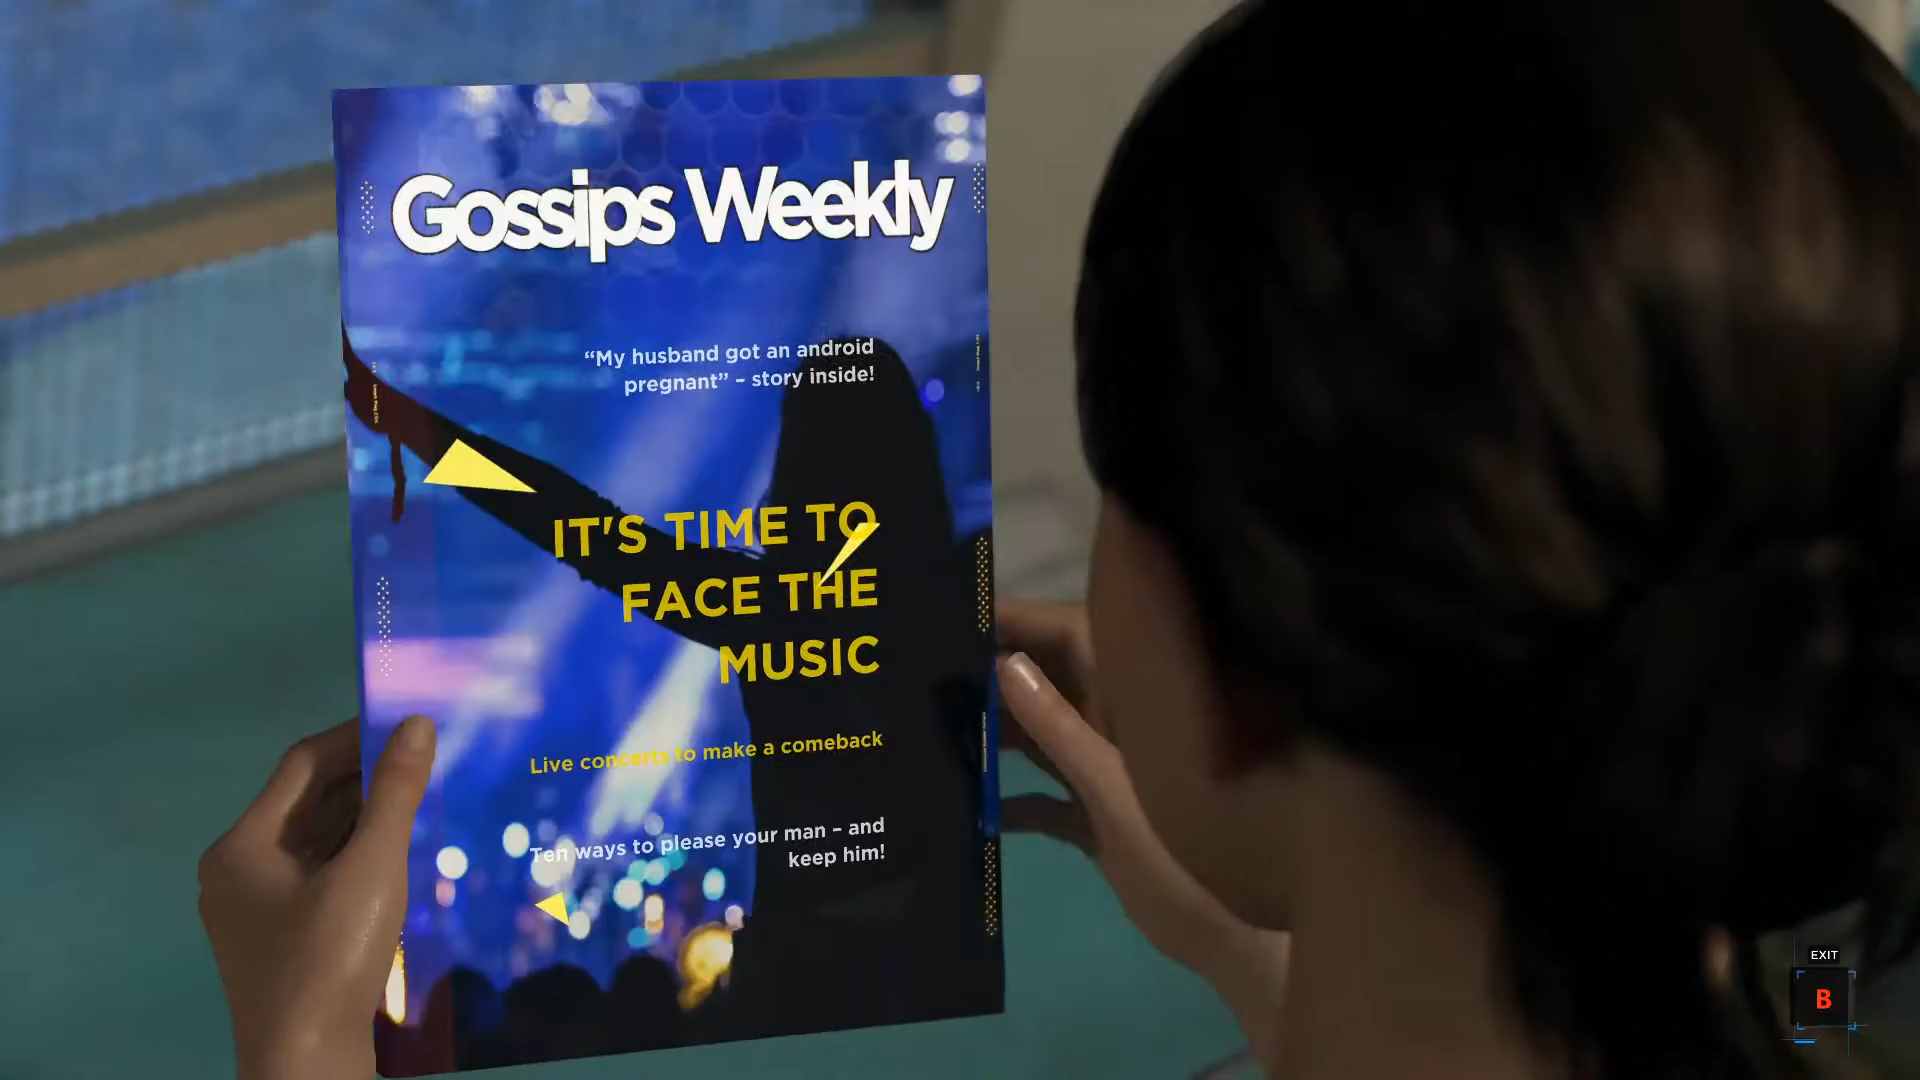 Gossips Weekly
“My husband got an android
pregnant” – story inside!
IT'S TIME TO
FACE THE
MUSIC
Live concerts to make a comeback
Ten ways to please your man – and
keep him!
EXIT
B